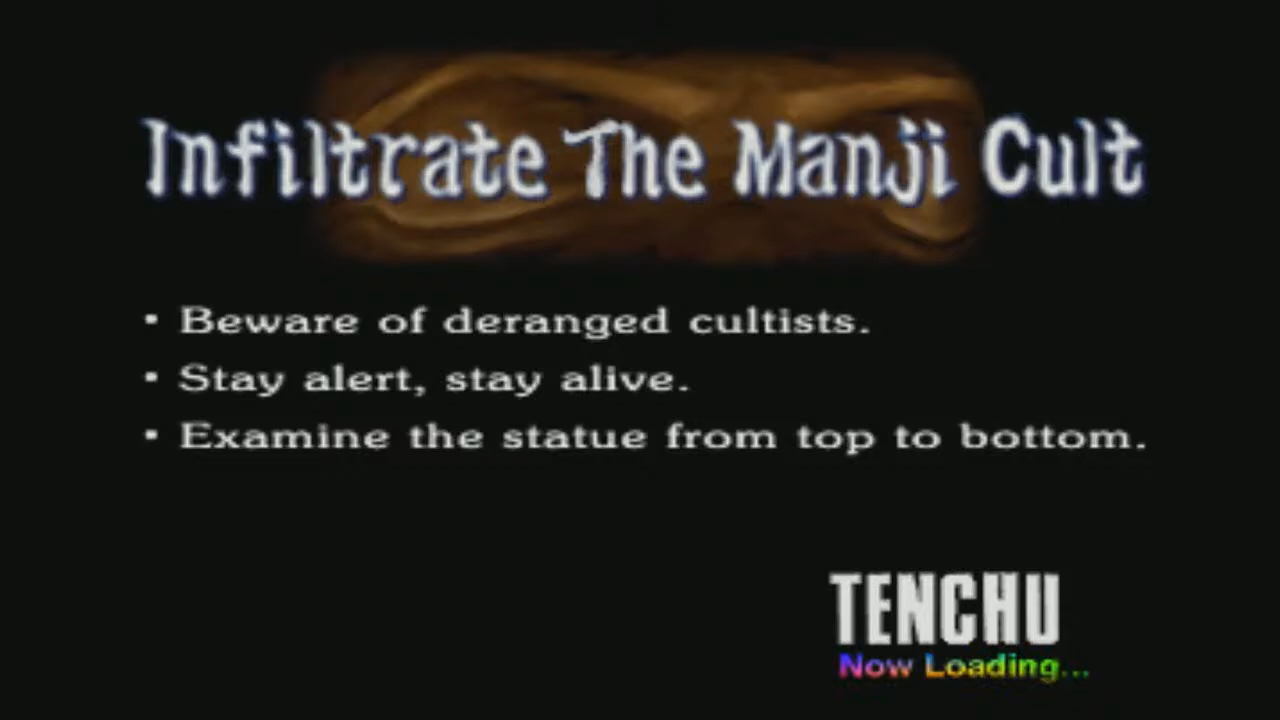 Infiltrate The Manji Cult
• Beware of deranged cultists.
• Stay alert, stay alive.
• Examine the statue from top to bottom.
TENCHU
Now Loading...